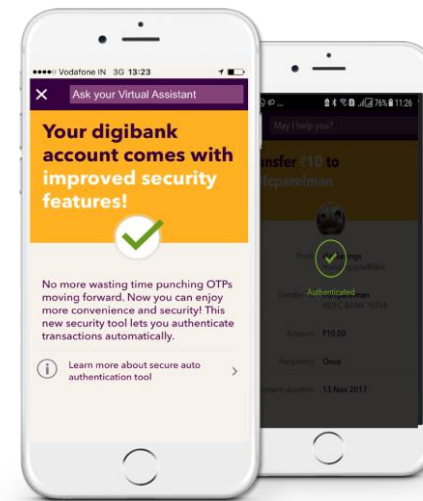 Vodafone IN 3G 13:23
Ask your Virtual Assistant
Your digibank
account comes with
improved security
features!
No more wasting time punching OTPs
moving forward. Now you can enjoy
more convenience and security! This
new security tool lets you authenticate
transactions automatically.
Learn more about secure auto
authentication tool
76% 11:26
May I help you?
₹10 to
From
Authenticated
HDFC BANK
Amount ₹10.00
Frequency Once
13 Nov 2017